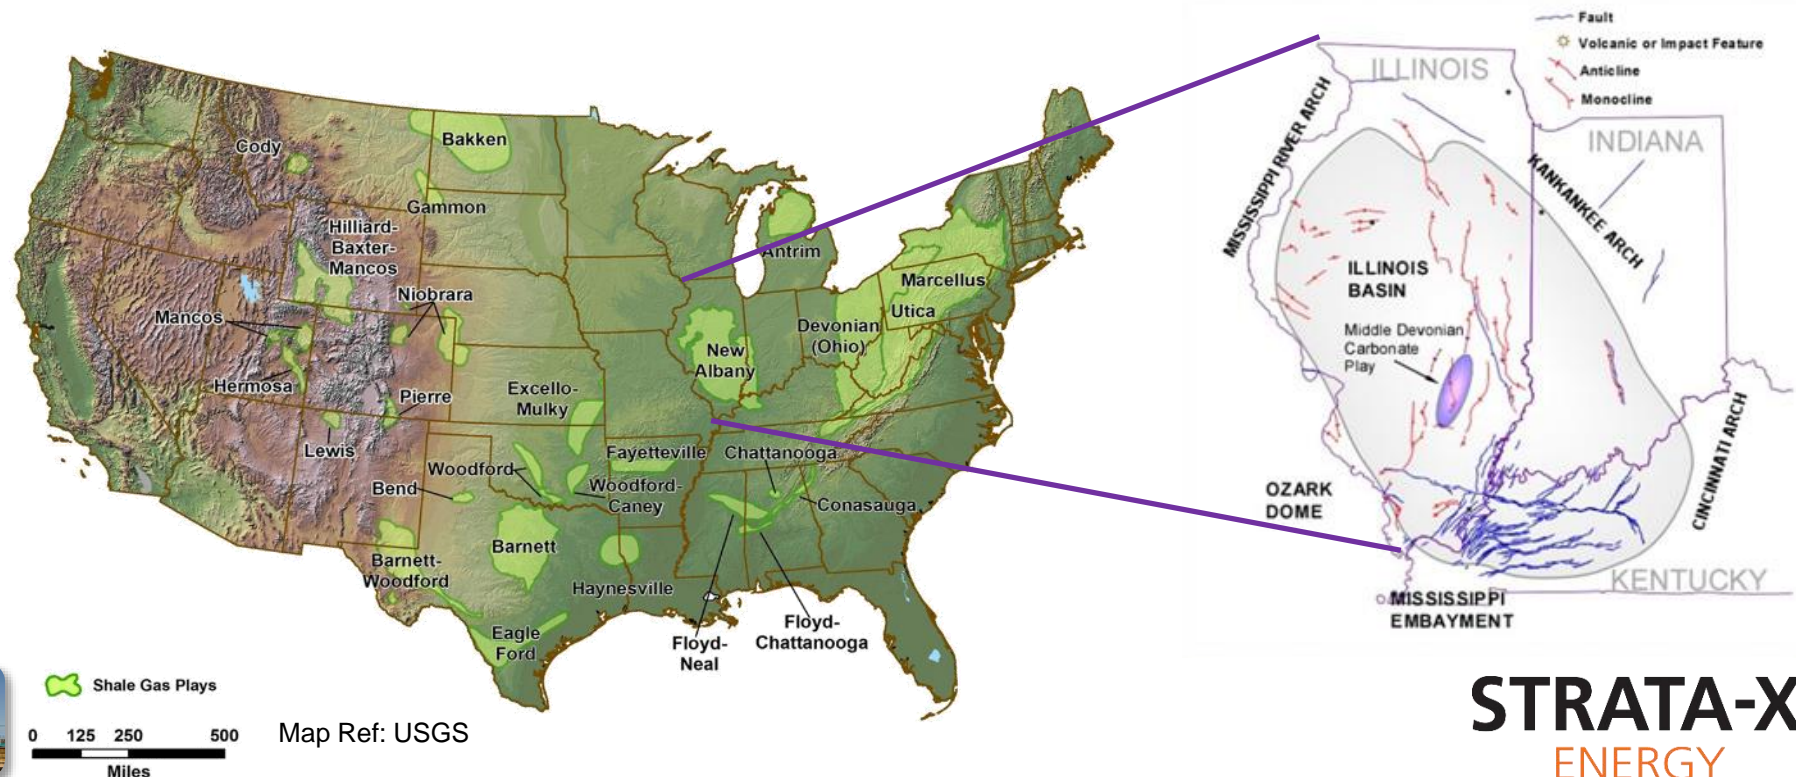 Cody
Bakken
Gammon
Hilliard-
Baxter-
Mancos
Niobrara
Mancos
Hermosa
Pierre
Lewis
Excello-
Mulky
Woodford
Bend
Woodford-
Caney
Fayetteville
Chattanooga
Conasauga
Barnett
Barnett-
Woodford
Haynesville
Eagle
Ford
Floyd-
Neal
Floyd-
Chattanooga
New
Albany
Antrim
Devonian
(Ohio)
Marcellus
Utica
Shale Gas Plays
0 125 250 500
Miles
Map Ref: USGS
Fault
Volcanic or Impact Feature
Anticline
Monocline
ILLINOIS
INDIANA
MISSISSIPPI RIVER ARCH
KANKANKEE ARCH
ILLINOIS
BASIN
Middle Devonian
Carbonate
Play
OZARK
DOME
CINCINNATI ARCH
KENTUCKY
MISSISSIPPI
EMBAYMENT
STRATA-X
ENERGY